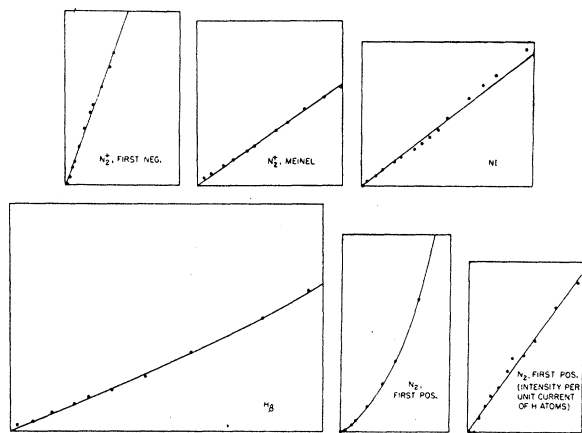 N₂⁺, FIRST NEG.
N₂⁺, MEINEL
NI
Hβ
N₂,
FIRST POS.
N₂, FIRST POS.
(INTENSITY PER
UNIT CURRENT
OF H ATOMS)